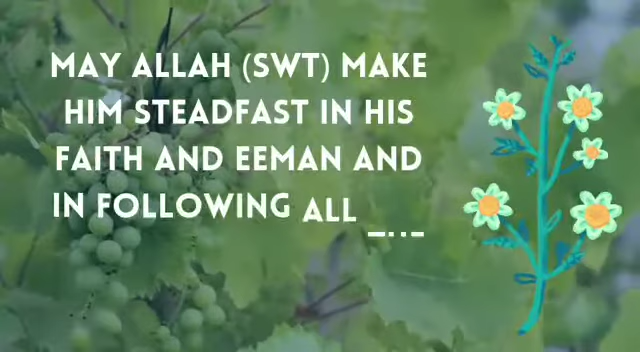 MAY ALLAH (SWT) MAKE
HIM STEADFAST IN HIS
FAITH AND EEMAN AND
IN FOLLOWING ALL